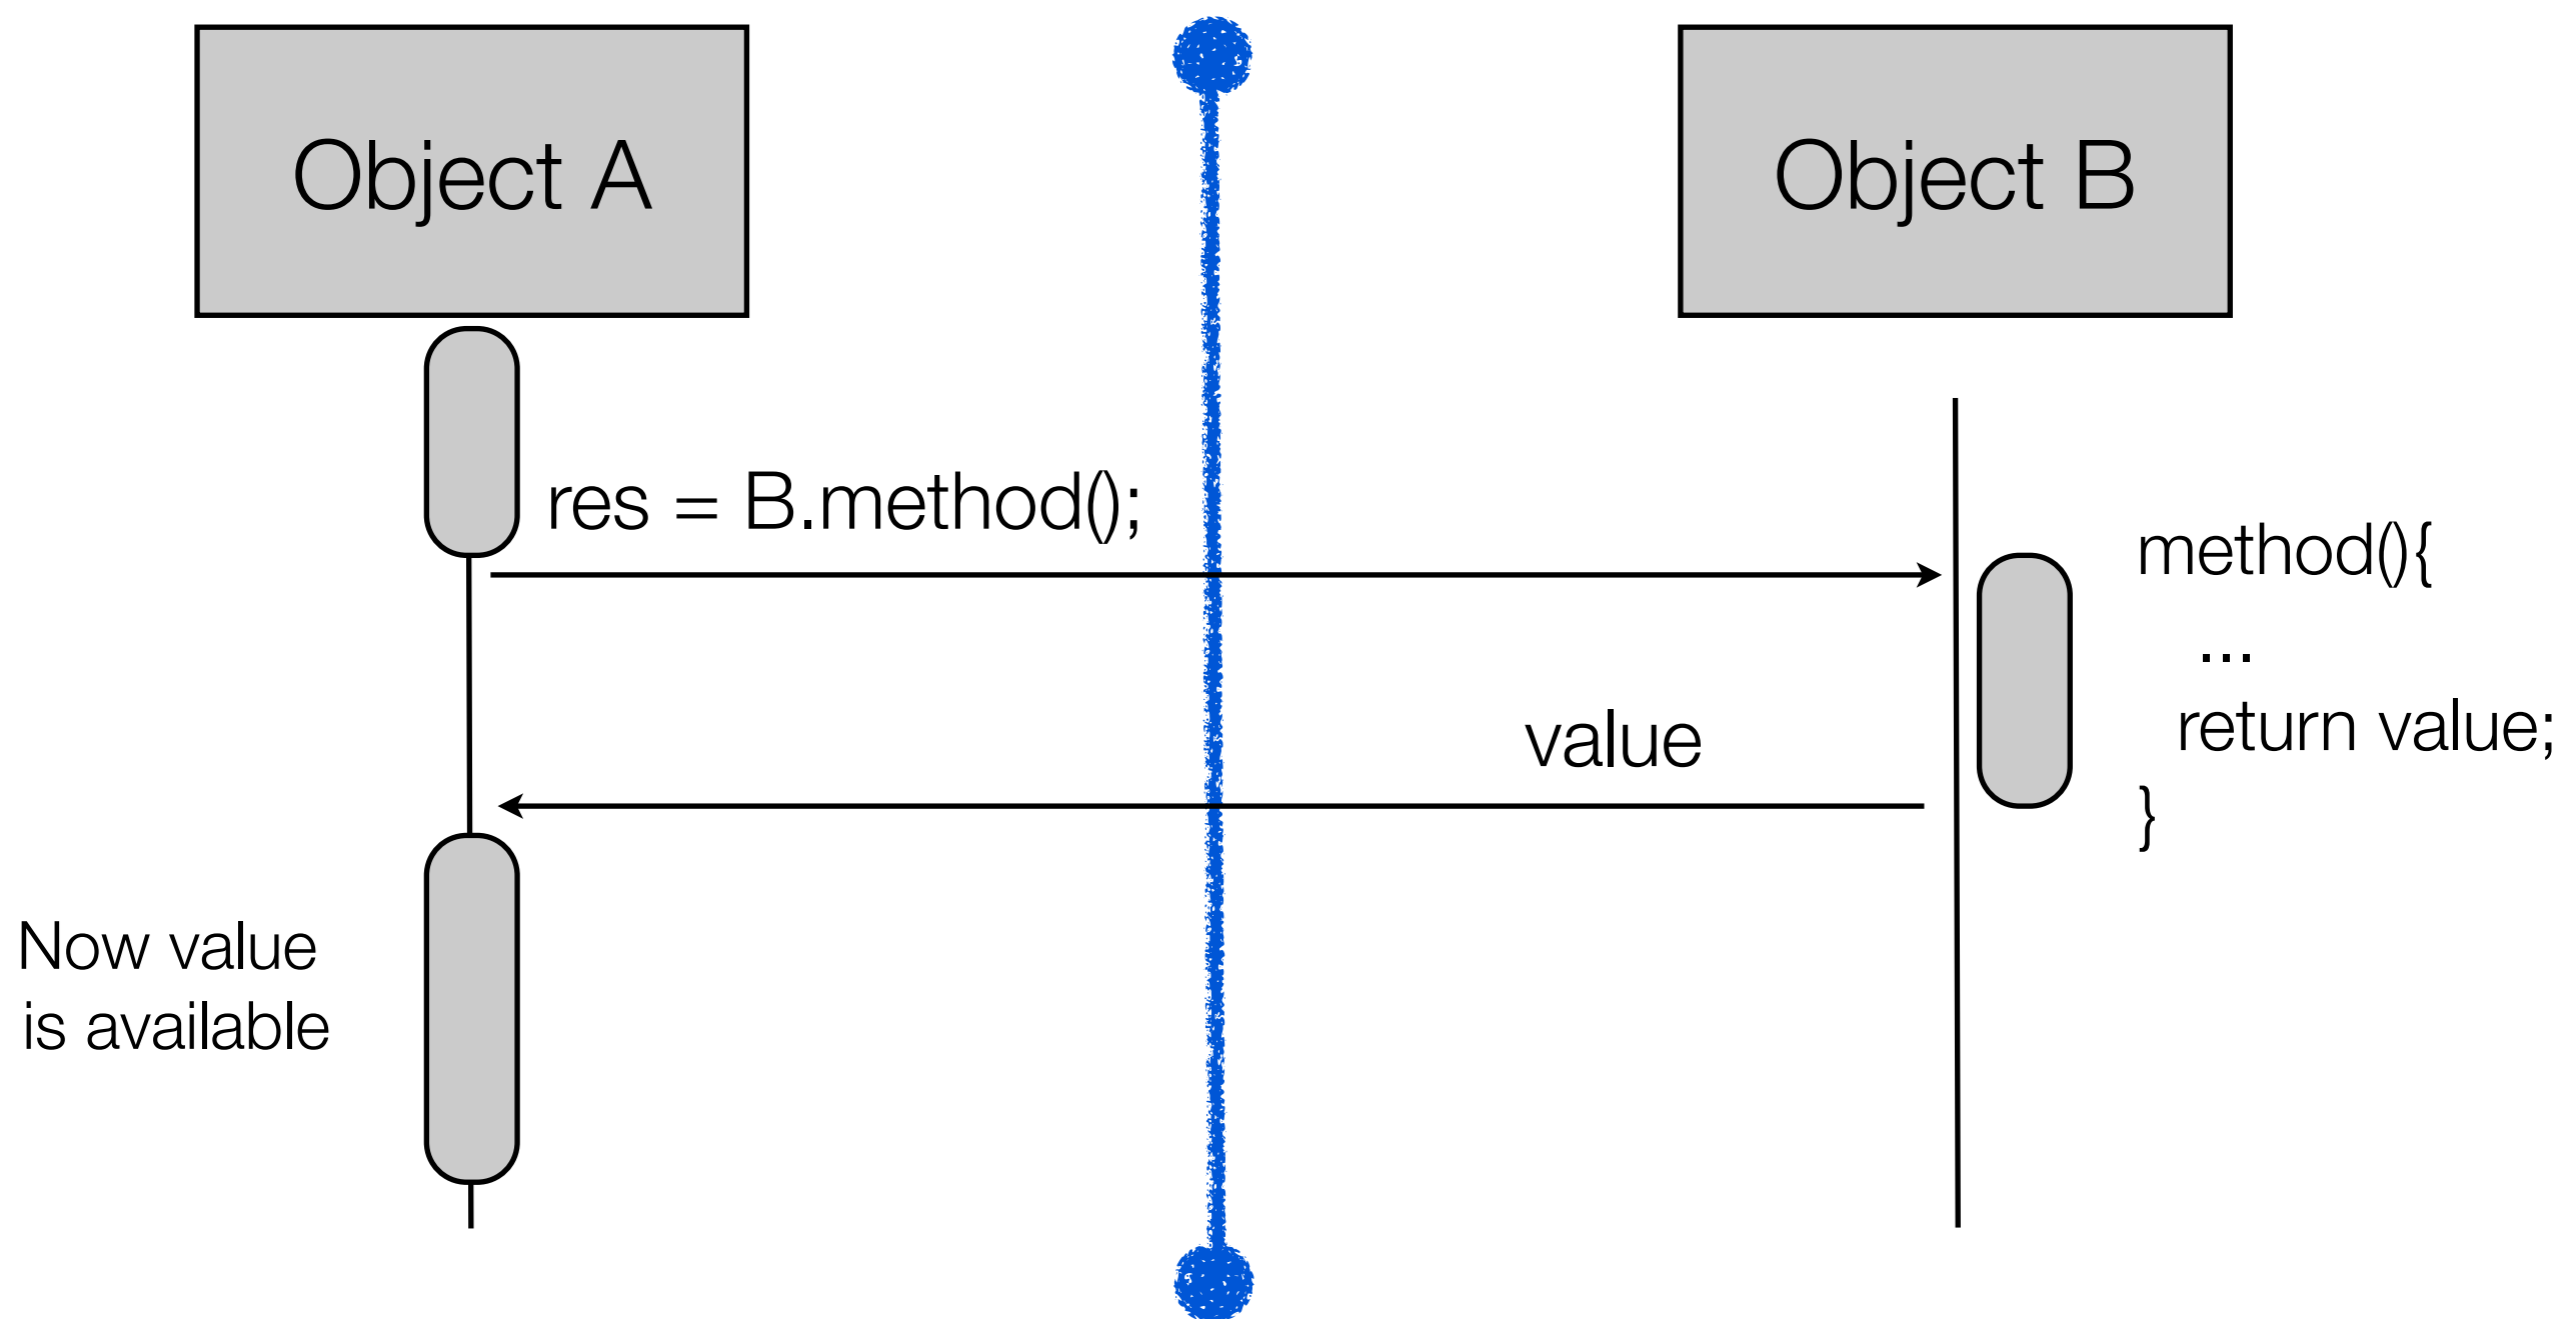 Object A
Object B
res = B.method();
method(){
...
return value;
}
value
Now value
is available